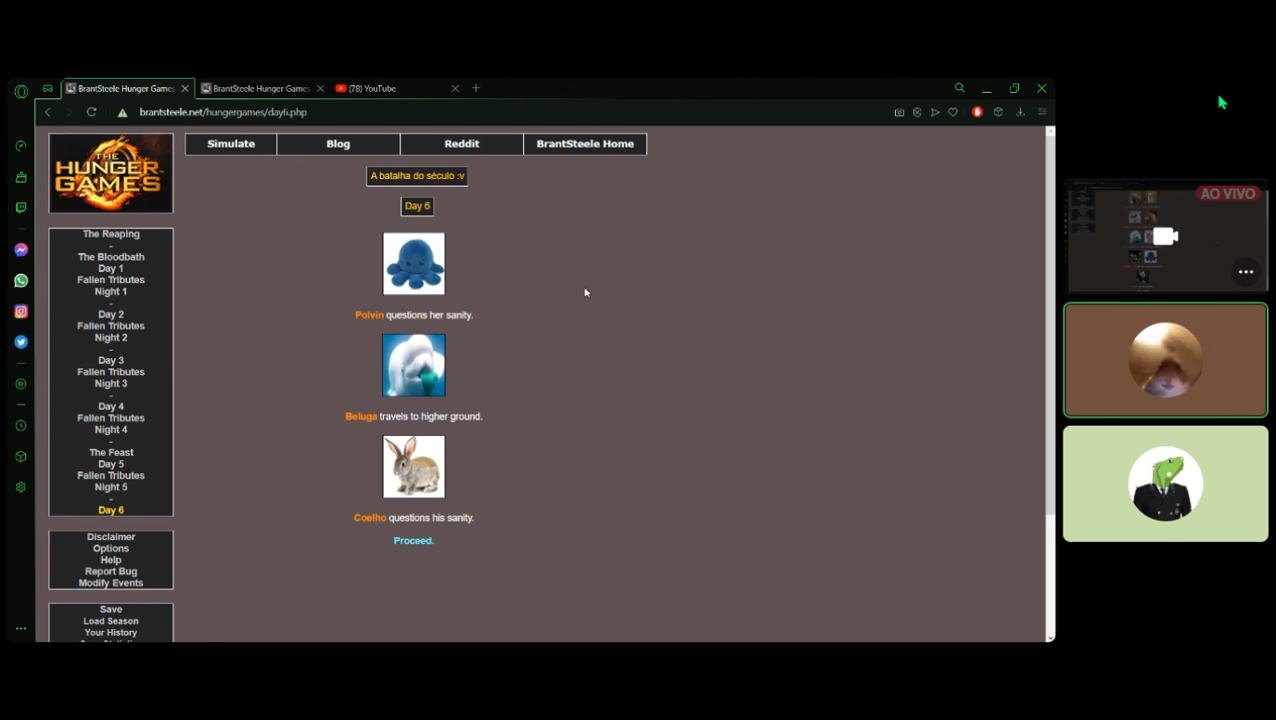 BrantSteele Hunger Games
BrantSteele Hunger Games
(78) YouTube
brantsteele.net/hungergames/day6.php
THE
HUNGER
GAMES
Simulate
Blog
Reddit
BrantSteele Home
A batalha do século :v
Day 6
Polvin questions her sanity.
Beluga travels to higher ground.
Coelho questions his sanity.
Proceed.
The Reaping
-
The Bloodbath
Day 1
Fallen Tributes
Night 1
-
Day 2
Fallen Tributes
Night 2
-
Day 3
Fallen Tributes
Night 3
-
Day 4
Fallen Tributes
Night 4
-
The Feast
Day 5
Fallen Tributes
Night 5
-
Day 6
Disclaimer
Options
Help
Report Bug
Modify Events
Save
Load Season
Your History
AO VIVO